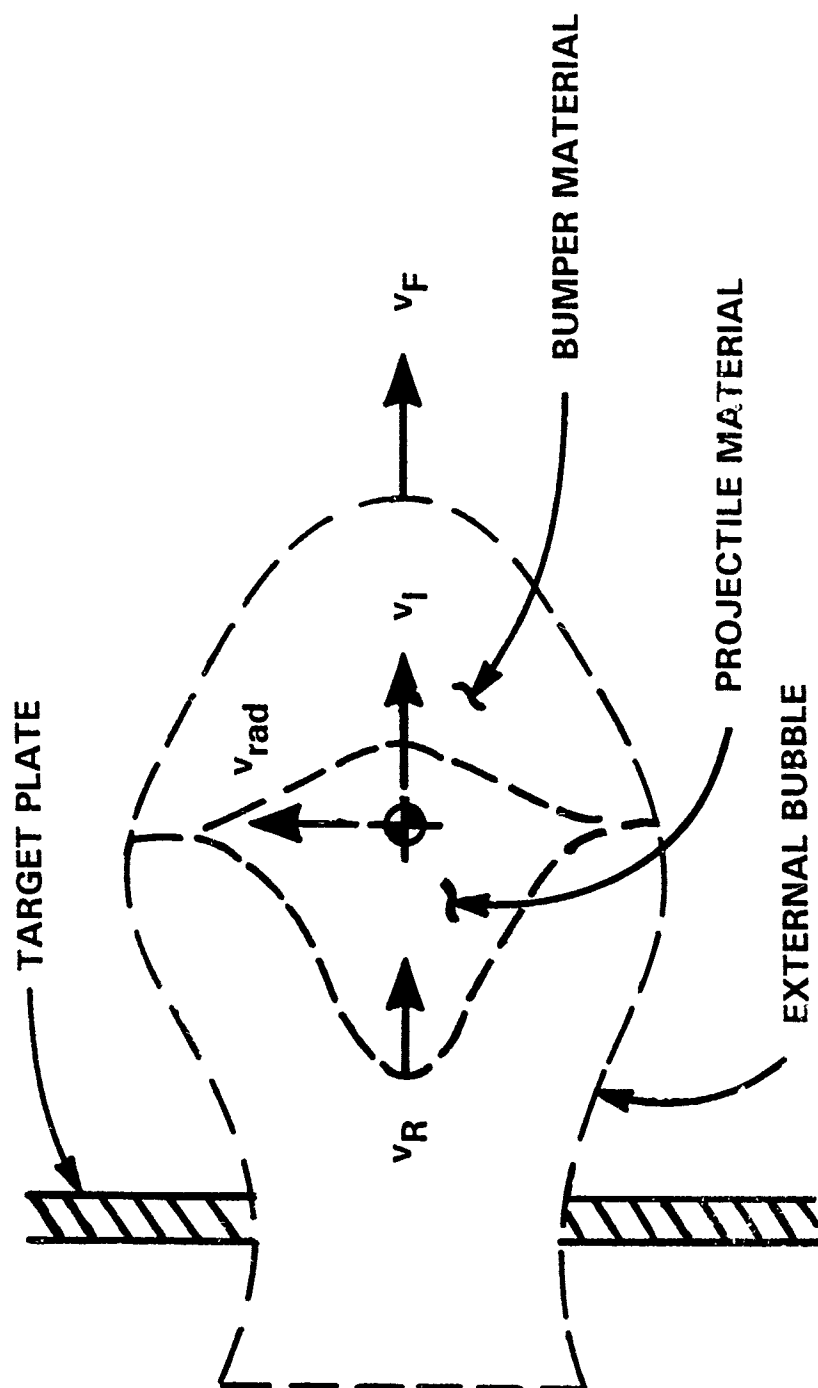 TARGET PLATE
vrad
vR
vI
vF
BUMPER MATERIAL
PROJECTILE MATERIAL
EXTERNAL BUBBLE